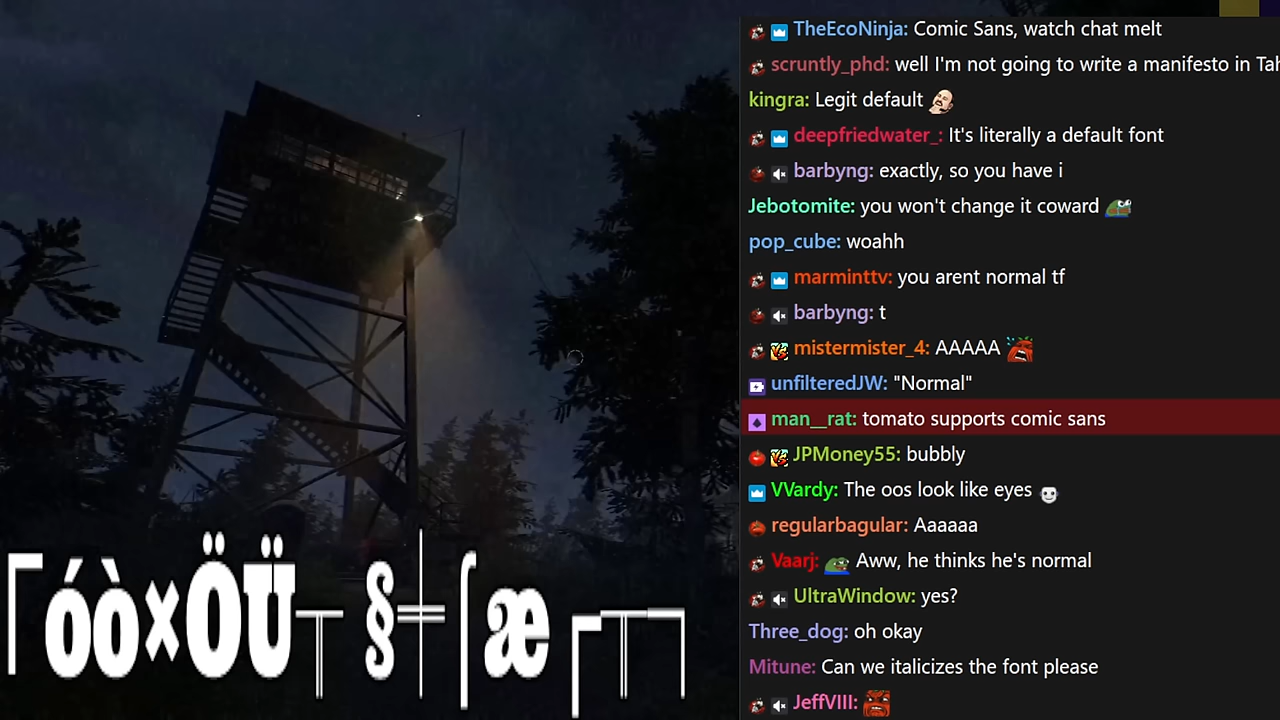 TheEcoNinja: Comic Sans, watch chat melt
scruntly_phd: well I'm not going to write a manifesto in Tah
kingra: Legit default
deepfriedwater_: It's literally a default font
barbyng: exactly, so you have i
Jebotomite: you won't change it coward
pop_cube: woahh
marminttv: you arent normal tf
barbyng: t
mistermister_4: AAAAA
unfilteredJW: "Normal"
man__rat: tomato supports comic sans
JPMoney55: bubbly
VVardy: The oos look like eyes
regularbagular: Aaaaaa
Vaarj: Aww, he thinks he's normal
UltraWindow: yes?
Three_dog: oh okay
Mitune: Can we italicizes the font please
JeffVIII:
óò×ÖÜ╤ §╪⌠æ╒╤╕